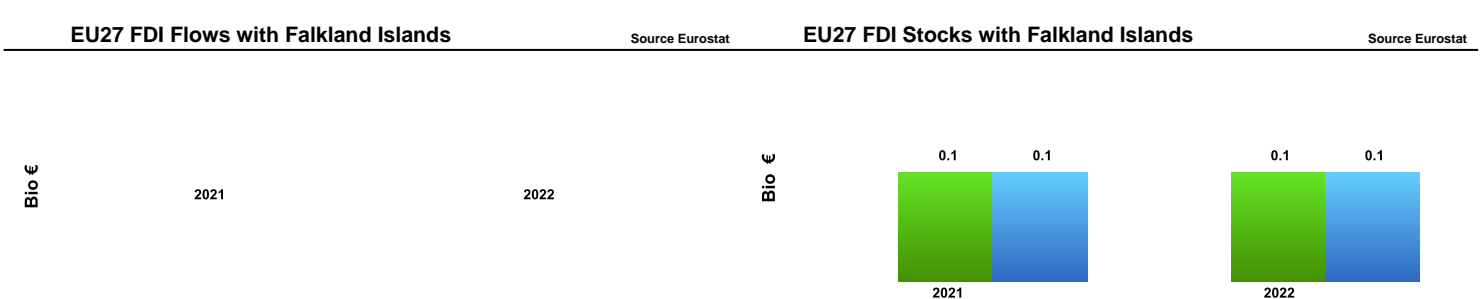 EU27 FDI Flows with Falkland Islands
Source Eurostat
Bio €
2021
2022
EU27 FDI Stocks with Falkland Islands
Source Eurostat
Bio €
0.1 0.1
0.1 0.1
2021
2022